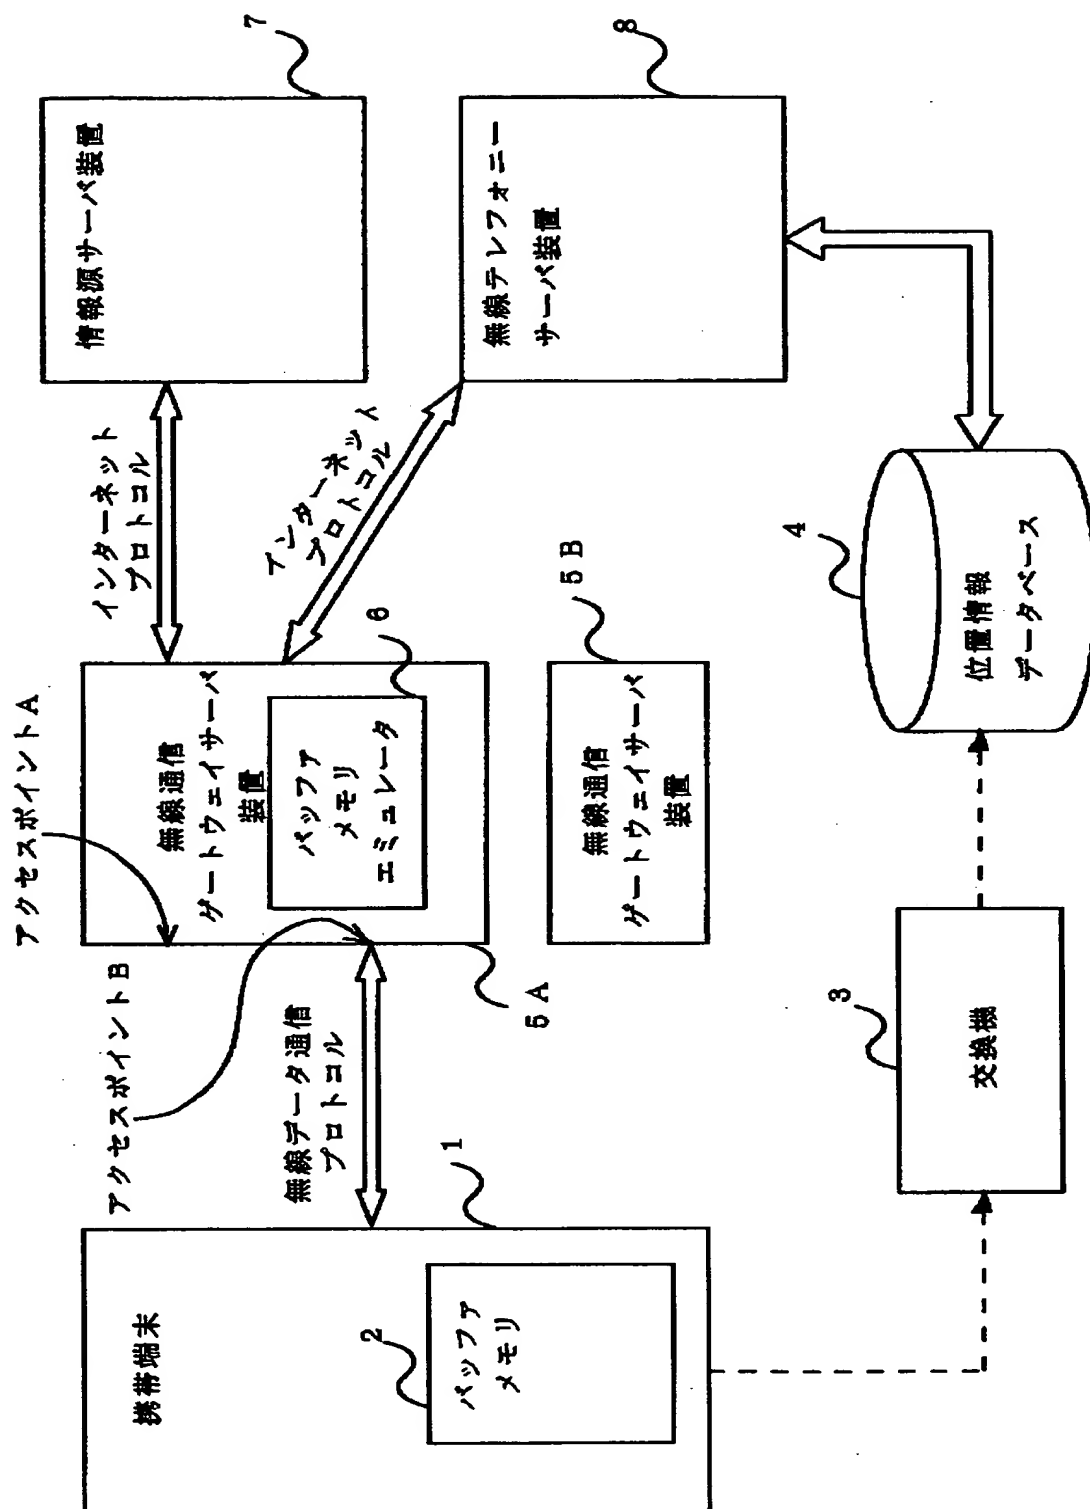 携帯端末
2
バッファ
メモリ
1
無線データ通信
プロトコル
アクセスポイントA
アクセスポイントB
無線通信
ゲートウェイサーバ
装置
バッファ
メモリ
エミュレータ
6
5A
無線通信
ゲートウェイサーバ
装置
5B
インターネット
プロトコル
インターネット
プロトコル
情報源サーバ装置
7
無線テレフォニー
サーバ装置
8
交換機
3
位置情報
データベース
4